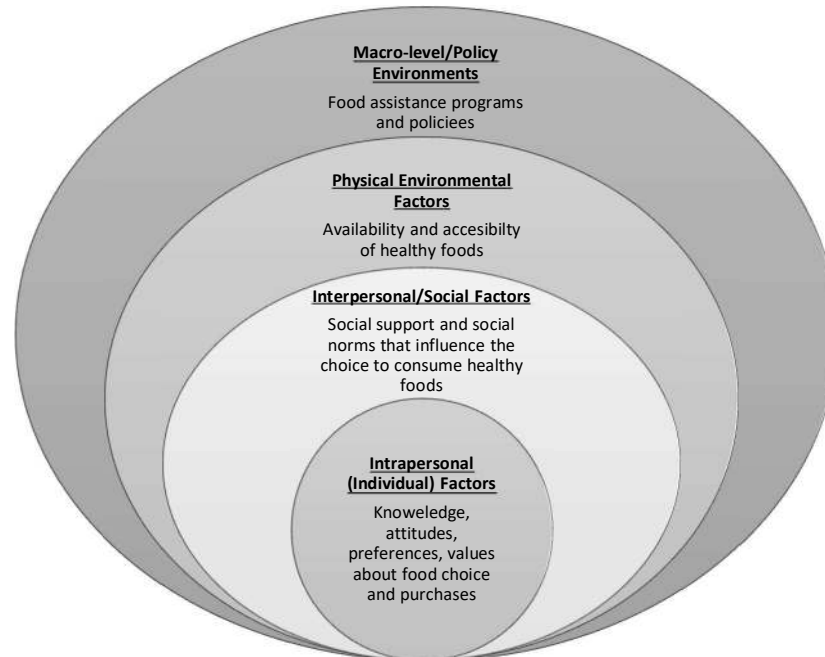 Macro-level/Policy
Environments
Food assistance programs
and policiees
Physical Environmental
Factors
Availability and accesibilty
of healthy foods
Interpersonal/Social Factors
Social support and social
norms that influence the
choice to consume healthy
foods
Intrapersonal
(Individual) Factors
Knoweledge,
attitudes,
preferences, values
about food choice
and purchases